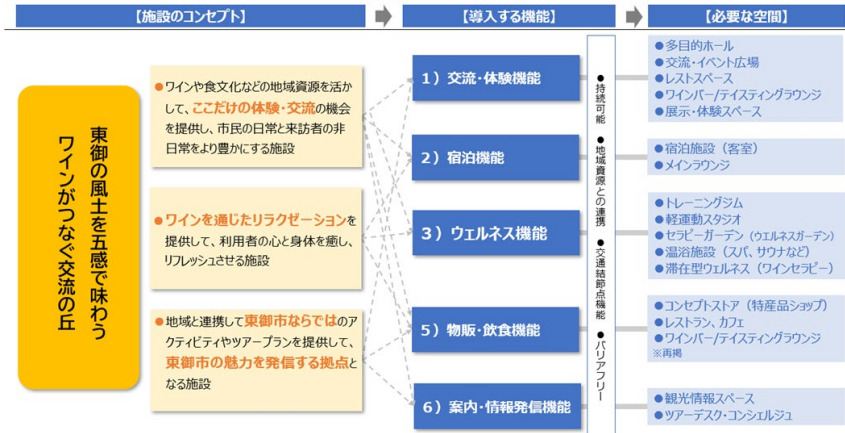 【施設のコンセプト】
【導入する機能】
【必要な空間】
東御の風土を五感で味わう
ワインがつなぐ交流の丘
●ワインや食文化などの地域資源を活か
して、ここだけの体験・交流の機会
を提供し、市民の日常と来訪者の非
日常をより豊かにする施設
●ワインを通じたリラクゼーションを
提供して、利用者の心と身体を癒し、
リフレッシュさせる施設
●地域と連携して東御市ならではのア
クティビティやツアープランを提供して、
東御市の魅力を発信する拠点と
なる施設
1）交流・体験機能
2）宿泊機能
3）ウェルネス機能
5）物販・飲食機能
6）案内・情報発信機能
●持続可能 ●地域資源との連携 ●交通結節点機能 ●バリアフリー
●多目的ホール
●交流・イベント広場
●レストスペース
●ワインバー/テイスティングラウンジ
●展示・体験スペース
●宿泊施設（客室）
●メインラウンジ
●トレーニングジム
●軽運動スタジオ
●セラピーガーデン（ウエルネスガーデン）
●温浴施設（スパ、サウナなど）
●滞在型ウェルネス（ワインセラピー）
●コンセプトストア（特産品ショップ）
●レストラン、カフェ
●ワインバー/テイスティングラウンジ
※再掲
●観光情報スペース
●ツアーデスク・コンシェルジュ